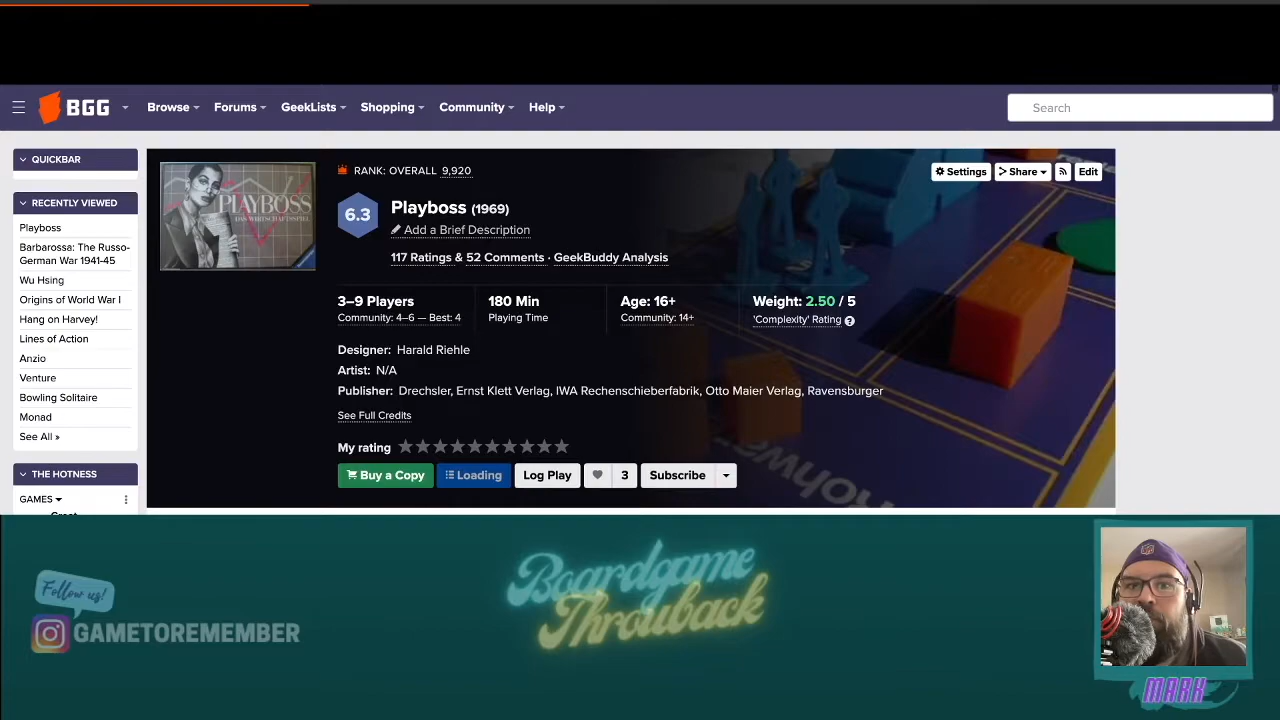 BGG
Browse
Forums
GeekLists
Shopping
Community
Help
Search
QUICKBAR
RECENTLY VIEWED
Playboss
Barbarossa: The Russo-
German War 1941-45
Wu Hsing
Origins of World War I
Hang on Harvey!
Lines of Action
Anzio
Venture
Bowling Solitaire
Monad
See All »
THE HOTNESS
GAMES
PLAYBOSS
DAS WIRTSCHAFTSSPIEL
RANK: OVERALL 9,920
6.3
Playboss (1969)
Add a Brief Description
117 Ratings & 52 Comments · GeekBuddy Analysis
Settings
Share
Edit
3–9 Players
Community: 4–6 — Best: 4
180 Min
Playing Time
Age: 16+
Community: 14+
Weight: 2.50 / 5
'Complexity' Rating
Designer: Harald Riehle
Artist: N/A
Publisher: Drechsler, Ernst Klett Verlag, IWA Rechenschieberfabrik, Otto Maier Verlag, Ravensburger
See Full Credits
My rating
Buy a Copy
Loading
Log Play
3
Subscribe
Follow us!
GAMETOREMEMBER
Boardgame
Throwback
MARK